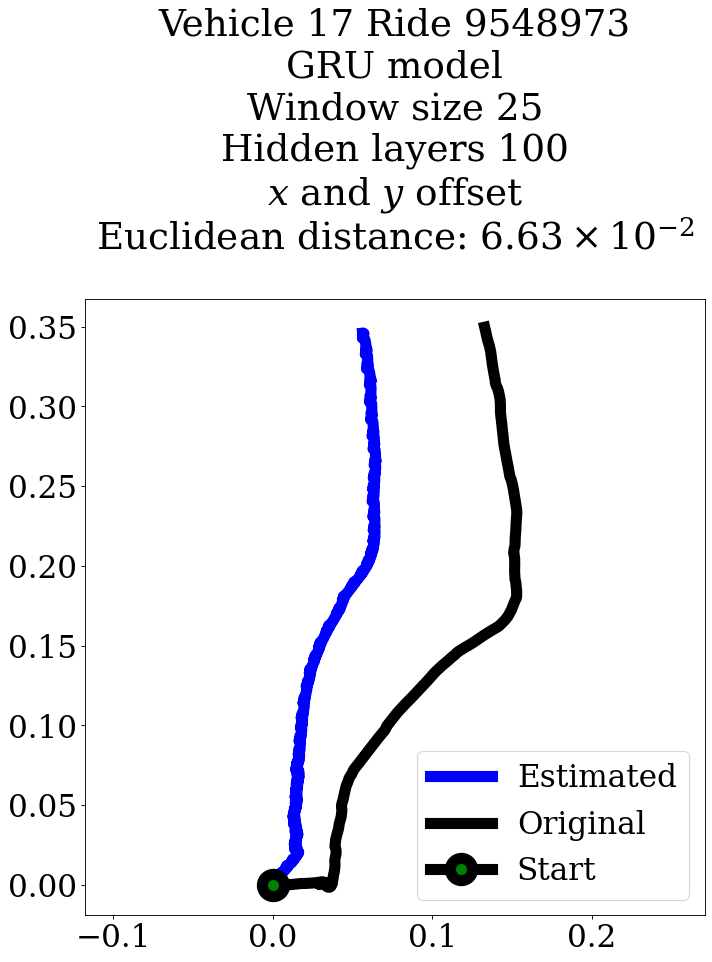 Vehicle 17 Ride 9548973
GRU model
Window size 25
Hidden layers 100
x and y offset
Euclidean distance: 6.63 × 10⁻²
0.35
0.30
0.25
0.20
0.15
0.10
0.05
0.00
−0.1 0.0 0.1 0.2
Estimated
Original
Start